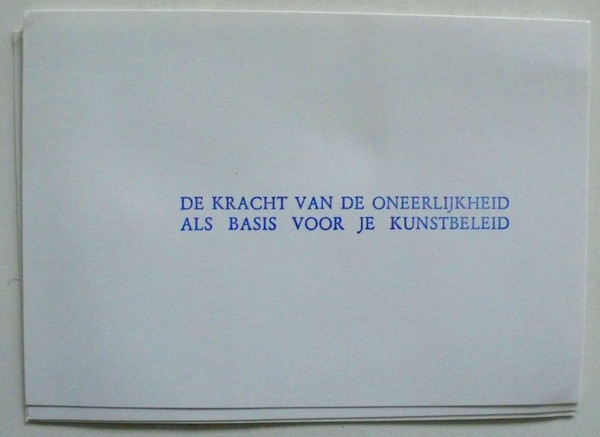 DE KRACHT VAN DE ONEERLIJKHEID
ALS BASIS VOOR JE KUNSTBELEID